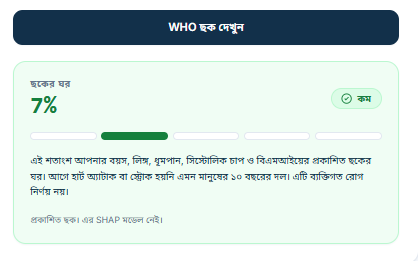 WHO ছক দেখুন
ছকের ঘর
7%
কম
এই শতাংশ আপনার বয়স, লিঙ্গ, ধূমপান, সিস্টোলিক চাপ ও বিএমআইয়ের প্রকাশিত ছকের
ঘর। আগে হার্ট অ্যাটাক বা স্ট্রোক হয়নি এমন মানুষের ১০ বছরের দল। এটি ব্যক্তিগত রোগ
নির্ণয় নয়।
প্রকাশিত ছক। এর SHAP মডেল নেই।